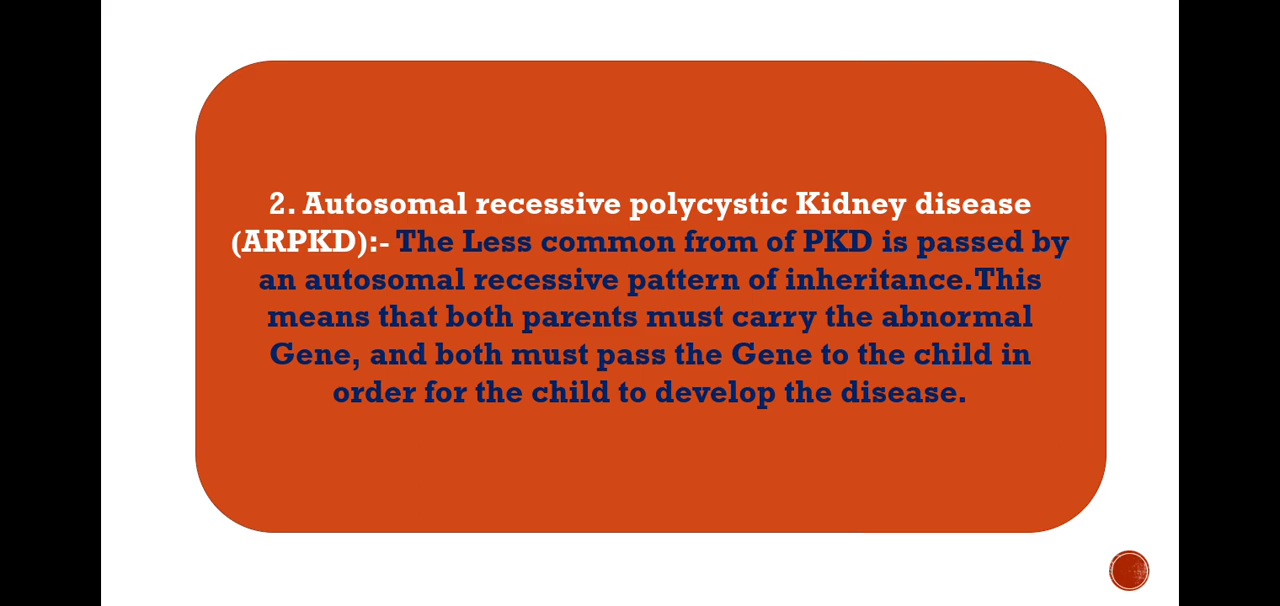 2. Autosomal recessive polycystic Kidney disease
(ARPKD):- The Less common from of PKD is passed by
an autosomal recessive pattern of inheritance.This
means that both parents must carry the abnormal
Gene, and both must pass the Gene to the child in
order for the child to develop the disease.